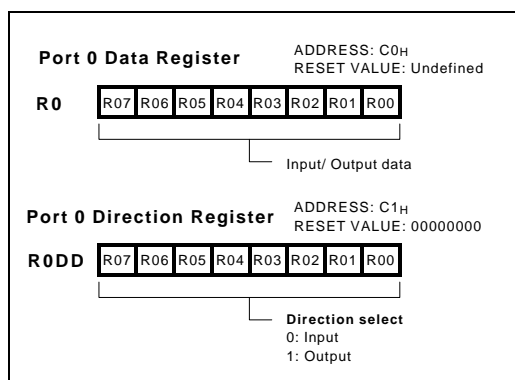 Port 0 Data Register
ADDRESS: C0H
RESET VALUE: Undefined
R0
R07 R06 R05 R04 R03 R02 R01 R00
Input/ Output data
Port 0 Direction Register
ADDRESS: C1H
RESET VALUE: 00000000
R0DD
R07 R06 R05 R04 R03 R02 R01 R00
Direction select
0: Input
1: Output